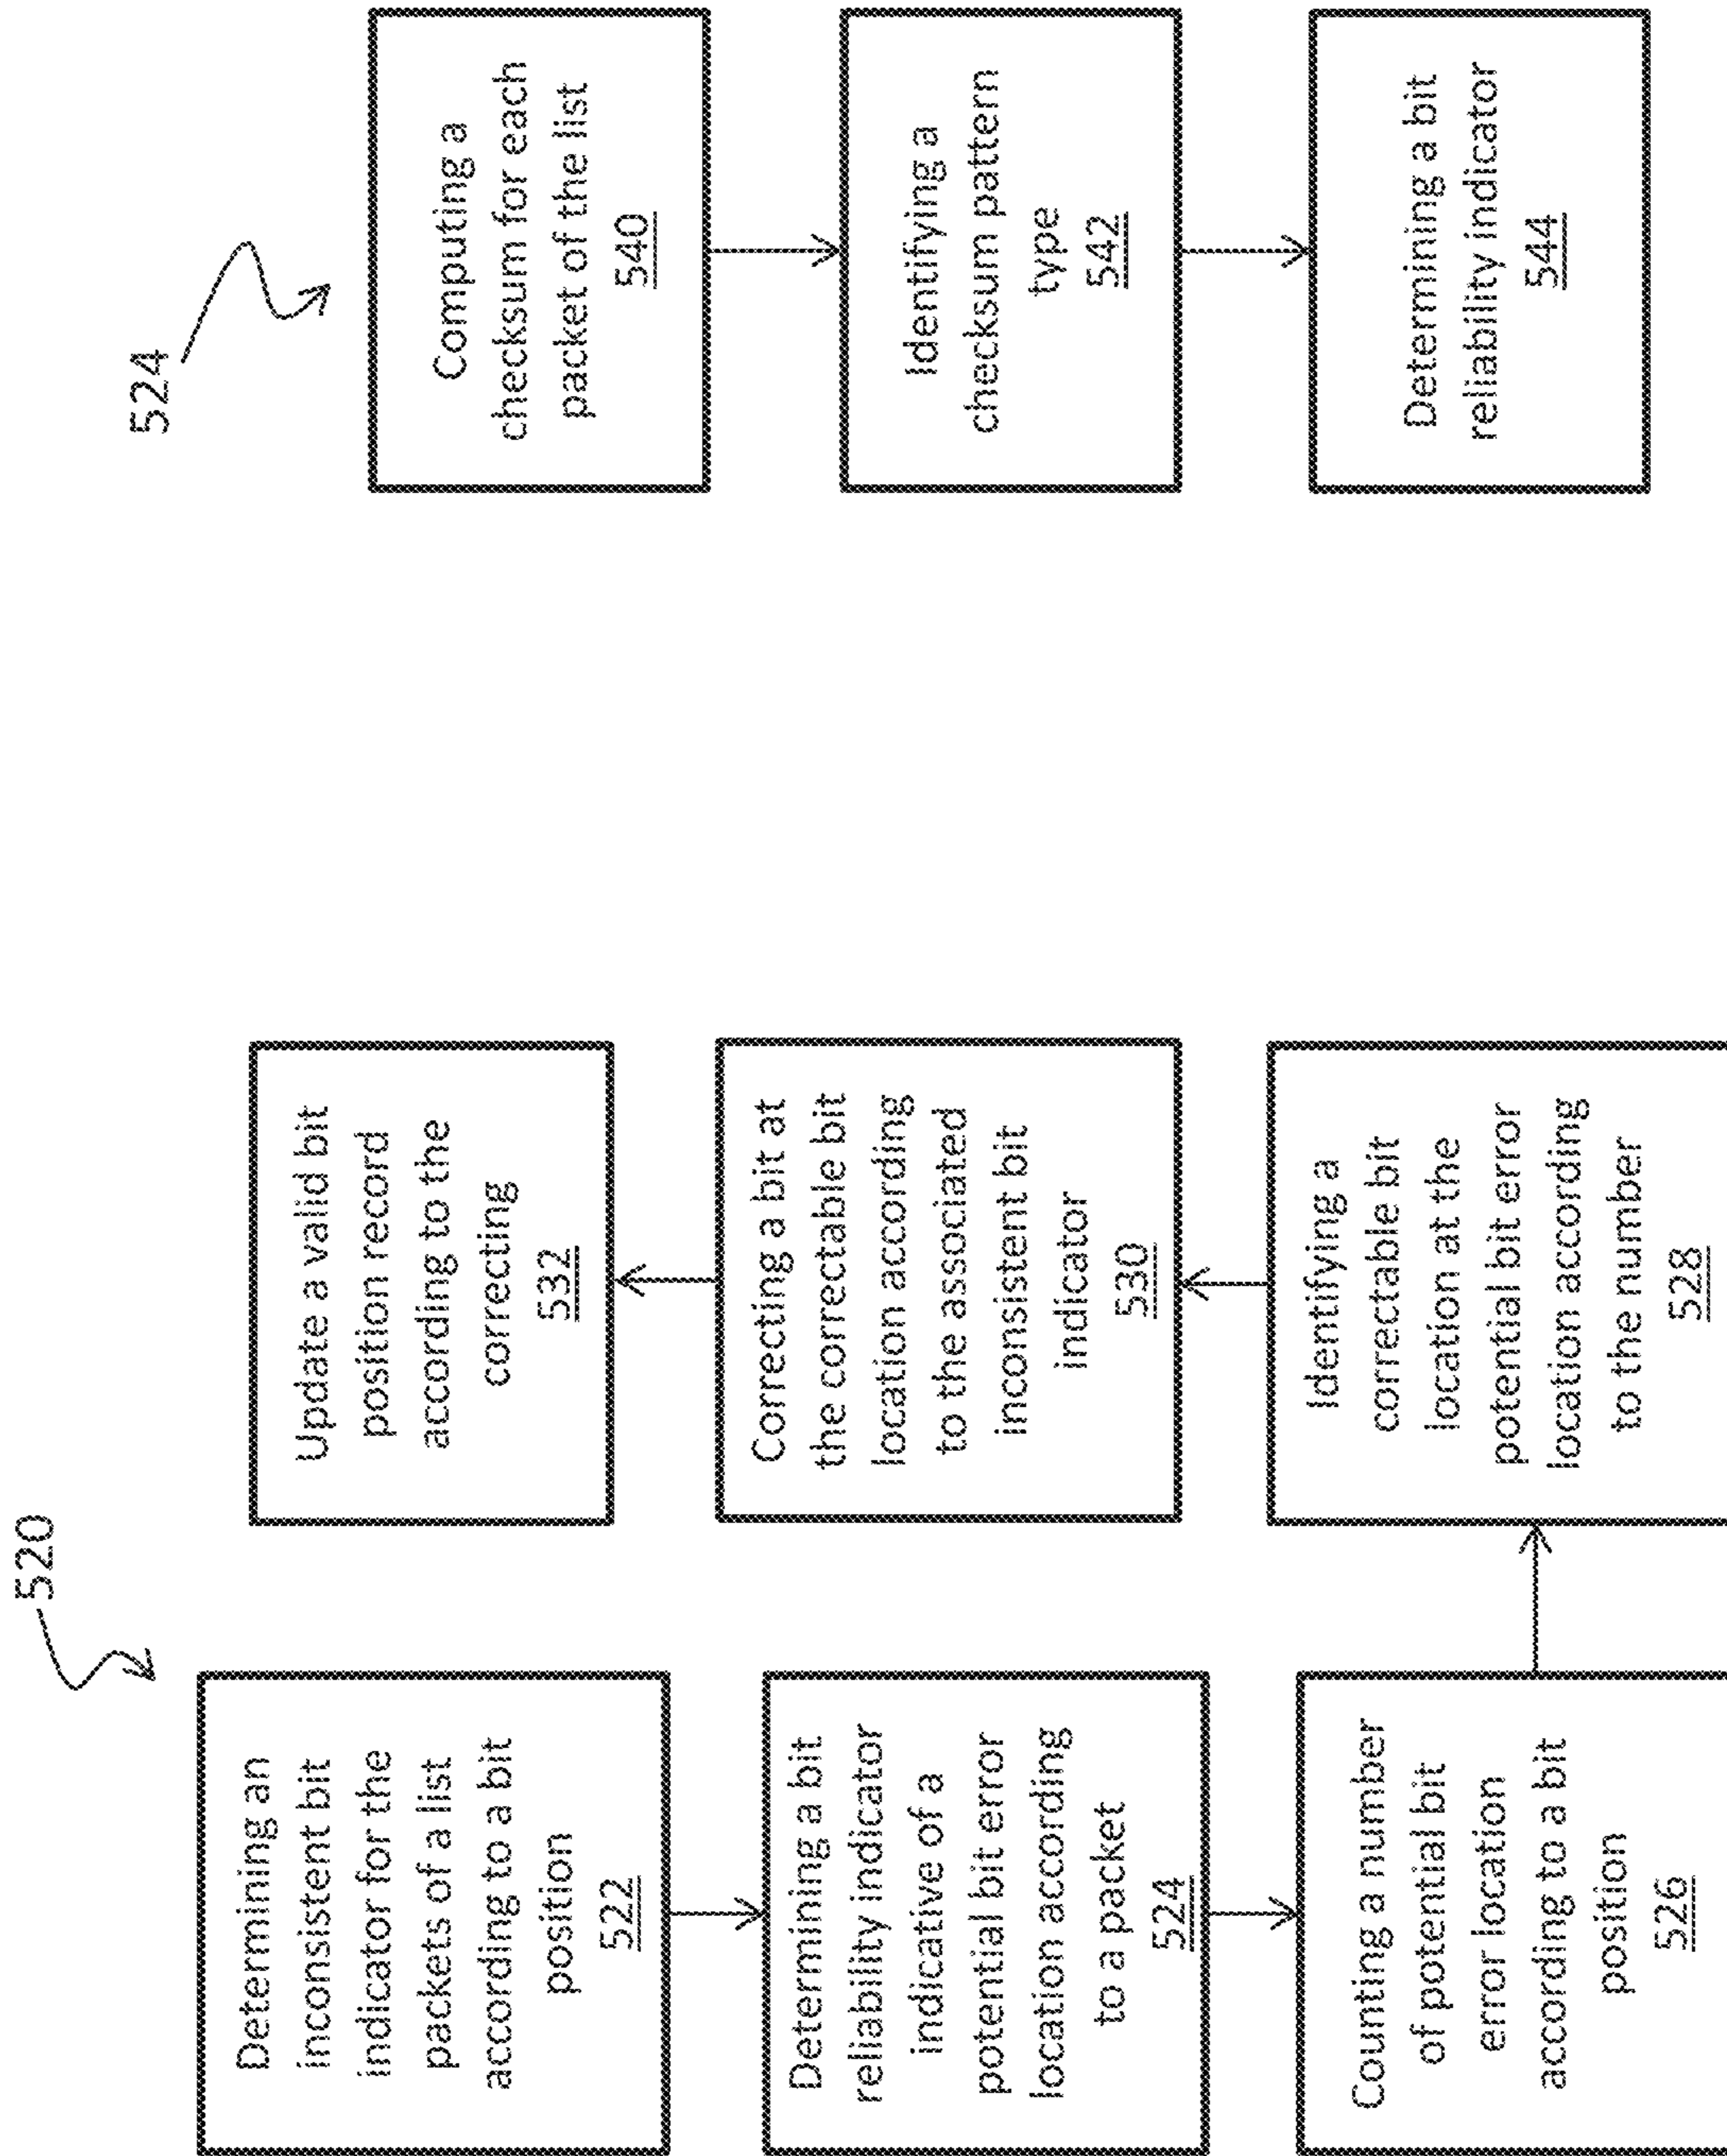 520
Determining an
inconsistent bit
indicator for the
packets of a list
according to a bit
position
522
Determining a bit
reliability indicator
indicative of a
potential bit error
location according
to a packet
524
Counting a number
of potential bit
error location
according to a bit
position
526
Identifying a
correctable bit
location at the
potential bit error
location according
to the number
528
Correcting a bit at
the correctable bit
location according
to the associated
inconsistent bit
indicator
530
Update a valid bit
position record
according to the
correcting
532
524
Computing a
checksum for each
packet of the list
540
Identifying a
checksum pattern
type
542
Determining a bit
reliability indicator
544